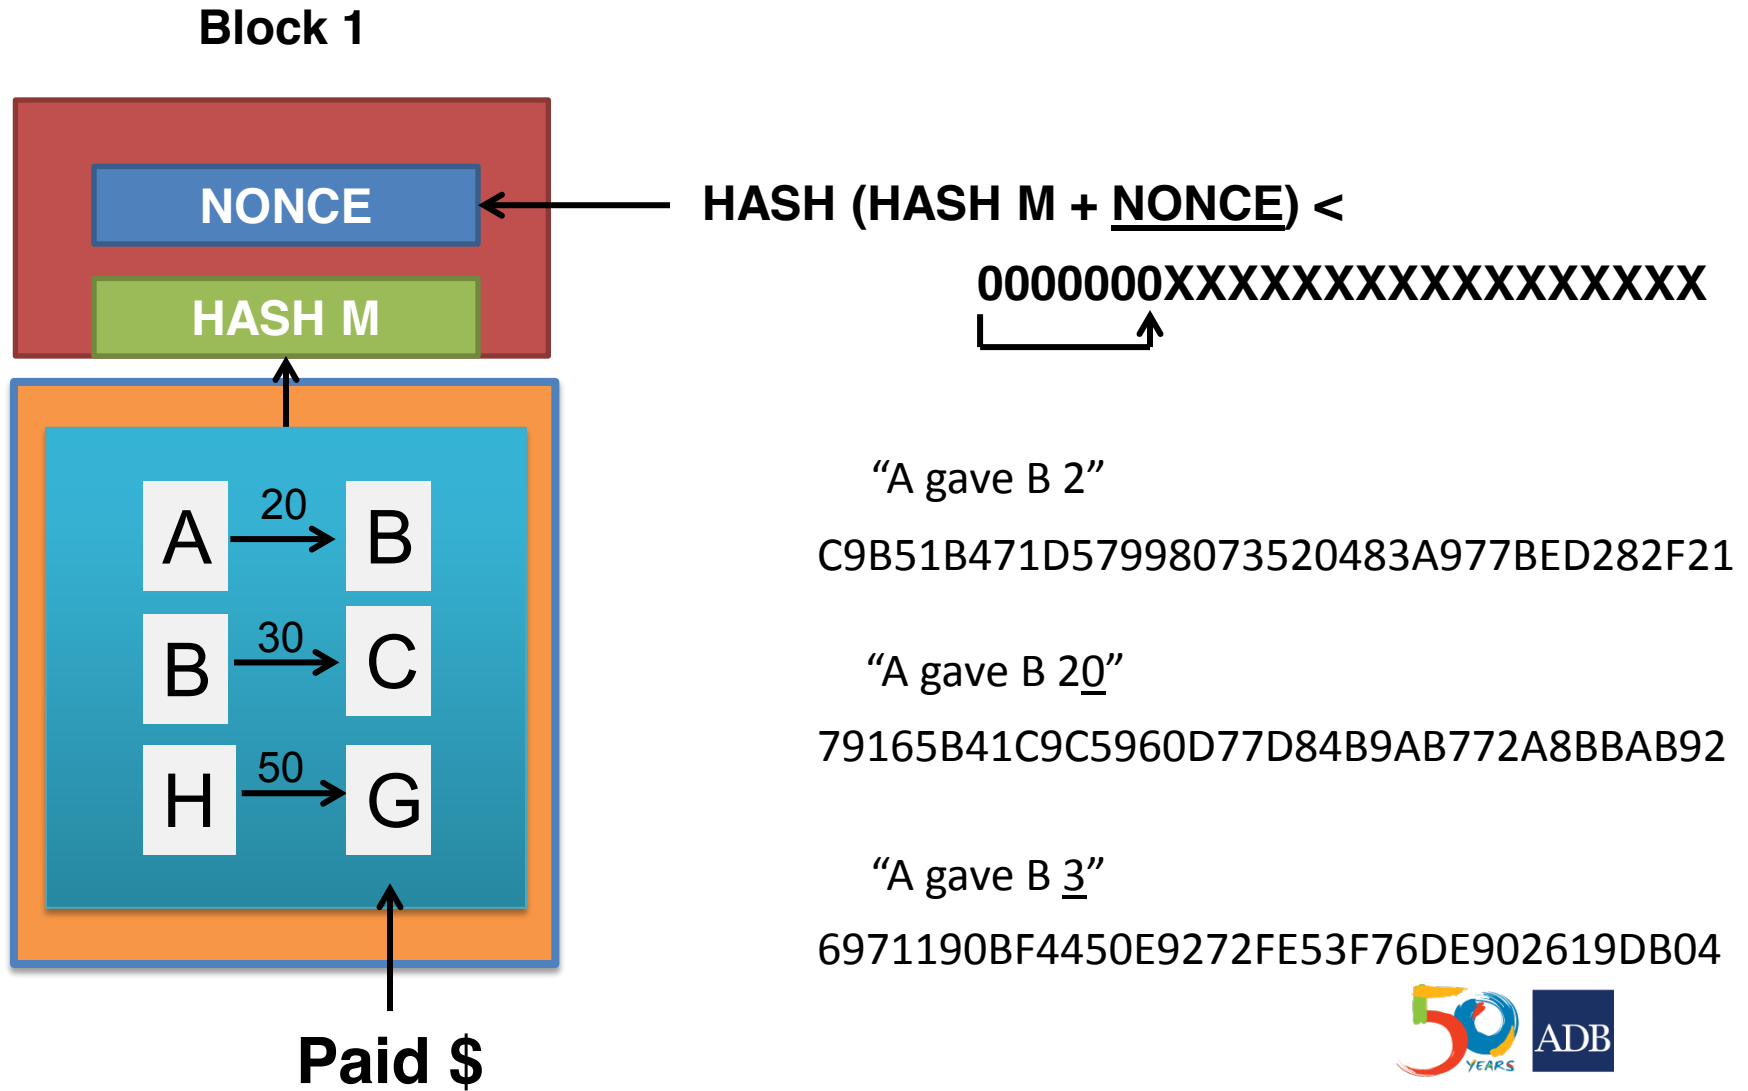 Block 1
NONCE
HASH M
HASH (HASH M + NONCE) <
0000000XXXXXXXXXXXXXXXXX
A 20 B
B 30 C
H 50 G
Paid $
“A gave B 2”
C9B51B471D57998073520483A977BED282F21
“A gave B 20”
79165B41C9C5960D77D84B9AB772A8BBAB92
“A gave B 3”
6971190BF4450E9272FE53F76DE902619DB04
50 YEARS
ADB